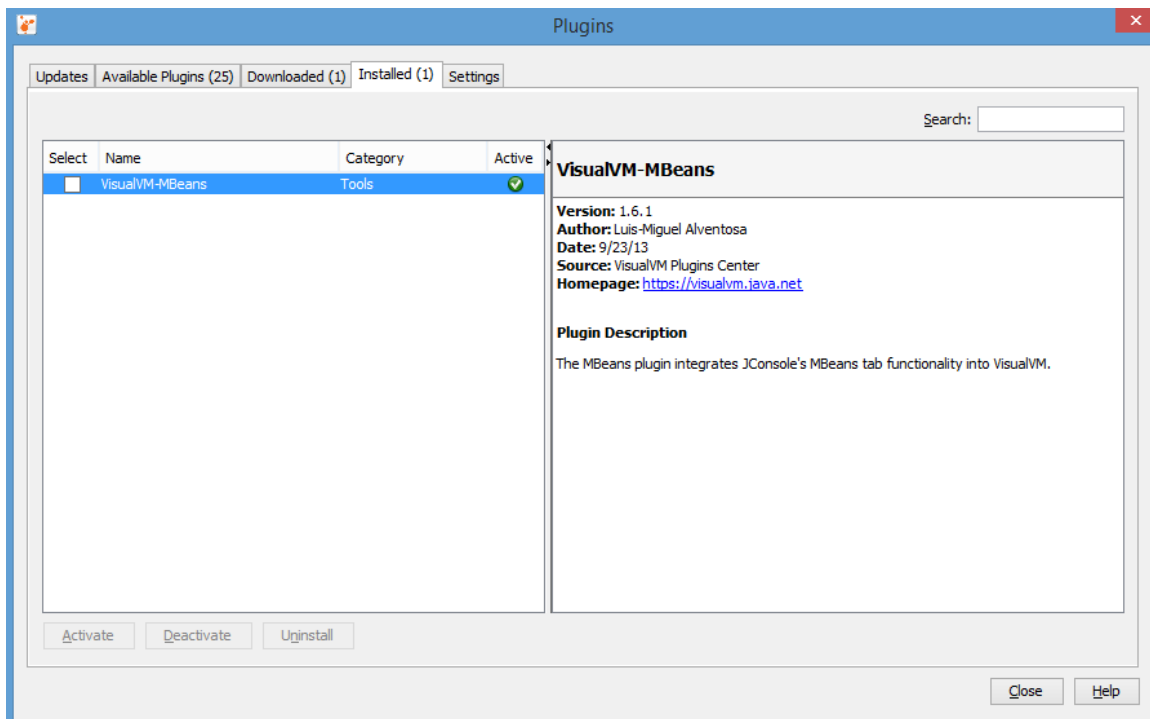 Plugins
Updates Available Plugins (25) Downloaded (1) Installed (1) Settings
Search:
Select Name Category Active
VisualVM-MBeans Tools
VisualVM-MBeans
Version: 1.6.1
Author: Luis-Miguel Alventosa
Date: 9/23/13
Source: VisualVM Plugins Center
Homepage: https://visualvm.java.net
Plugin Description
The MBeans plugin integrates JConsole's MBeans tab functionality into VisualVM.
Activate Deactivate Uninstall
Close Help